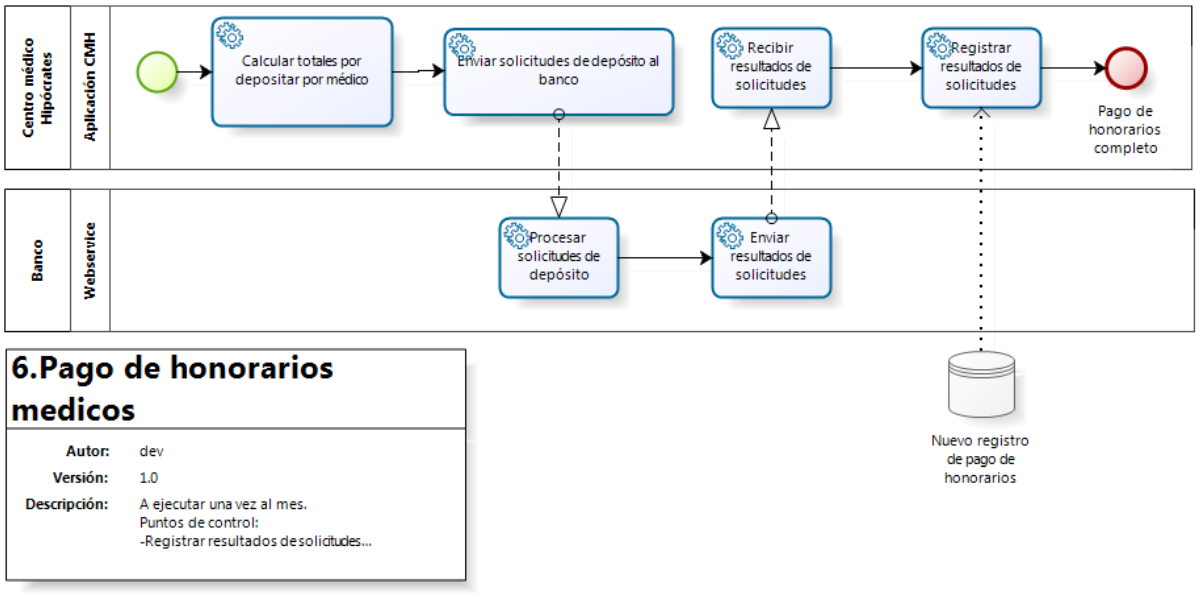 Centro médico
Hipócrates
Aplicación CMH
Calcular totales por
depositar por médico
Enviar solicitudes de depósito al
banco
Recibir
resultados de
solicitudes
Registrar
resultados de
solicitudes
Pago de
honorarios
completo
Banco
Webservice
Procesar
solicitudes de
depósito
Enviar
resultados de
solicitudes
6.Pago de honorarios
medicos
Autor: dev
Versión: 1.0
Descripción: A ejecutar una vez al mes.
Puntos de control:
-Registrar resultados de solicitudes...
Nuevo registro
de pago de
honorarios